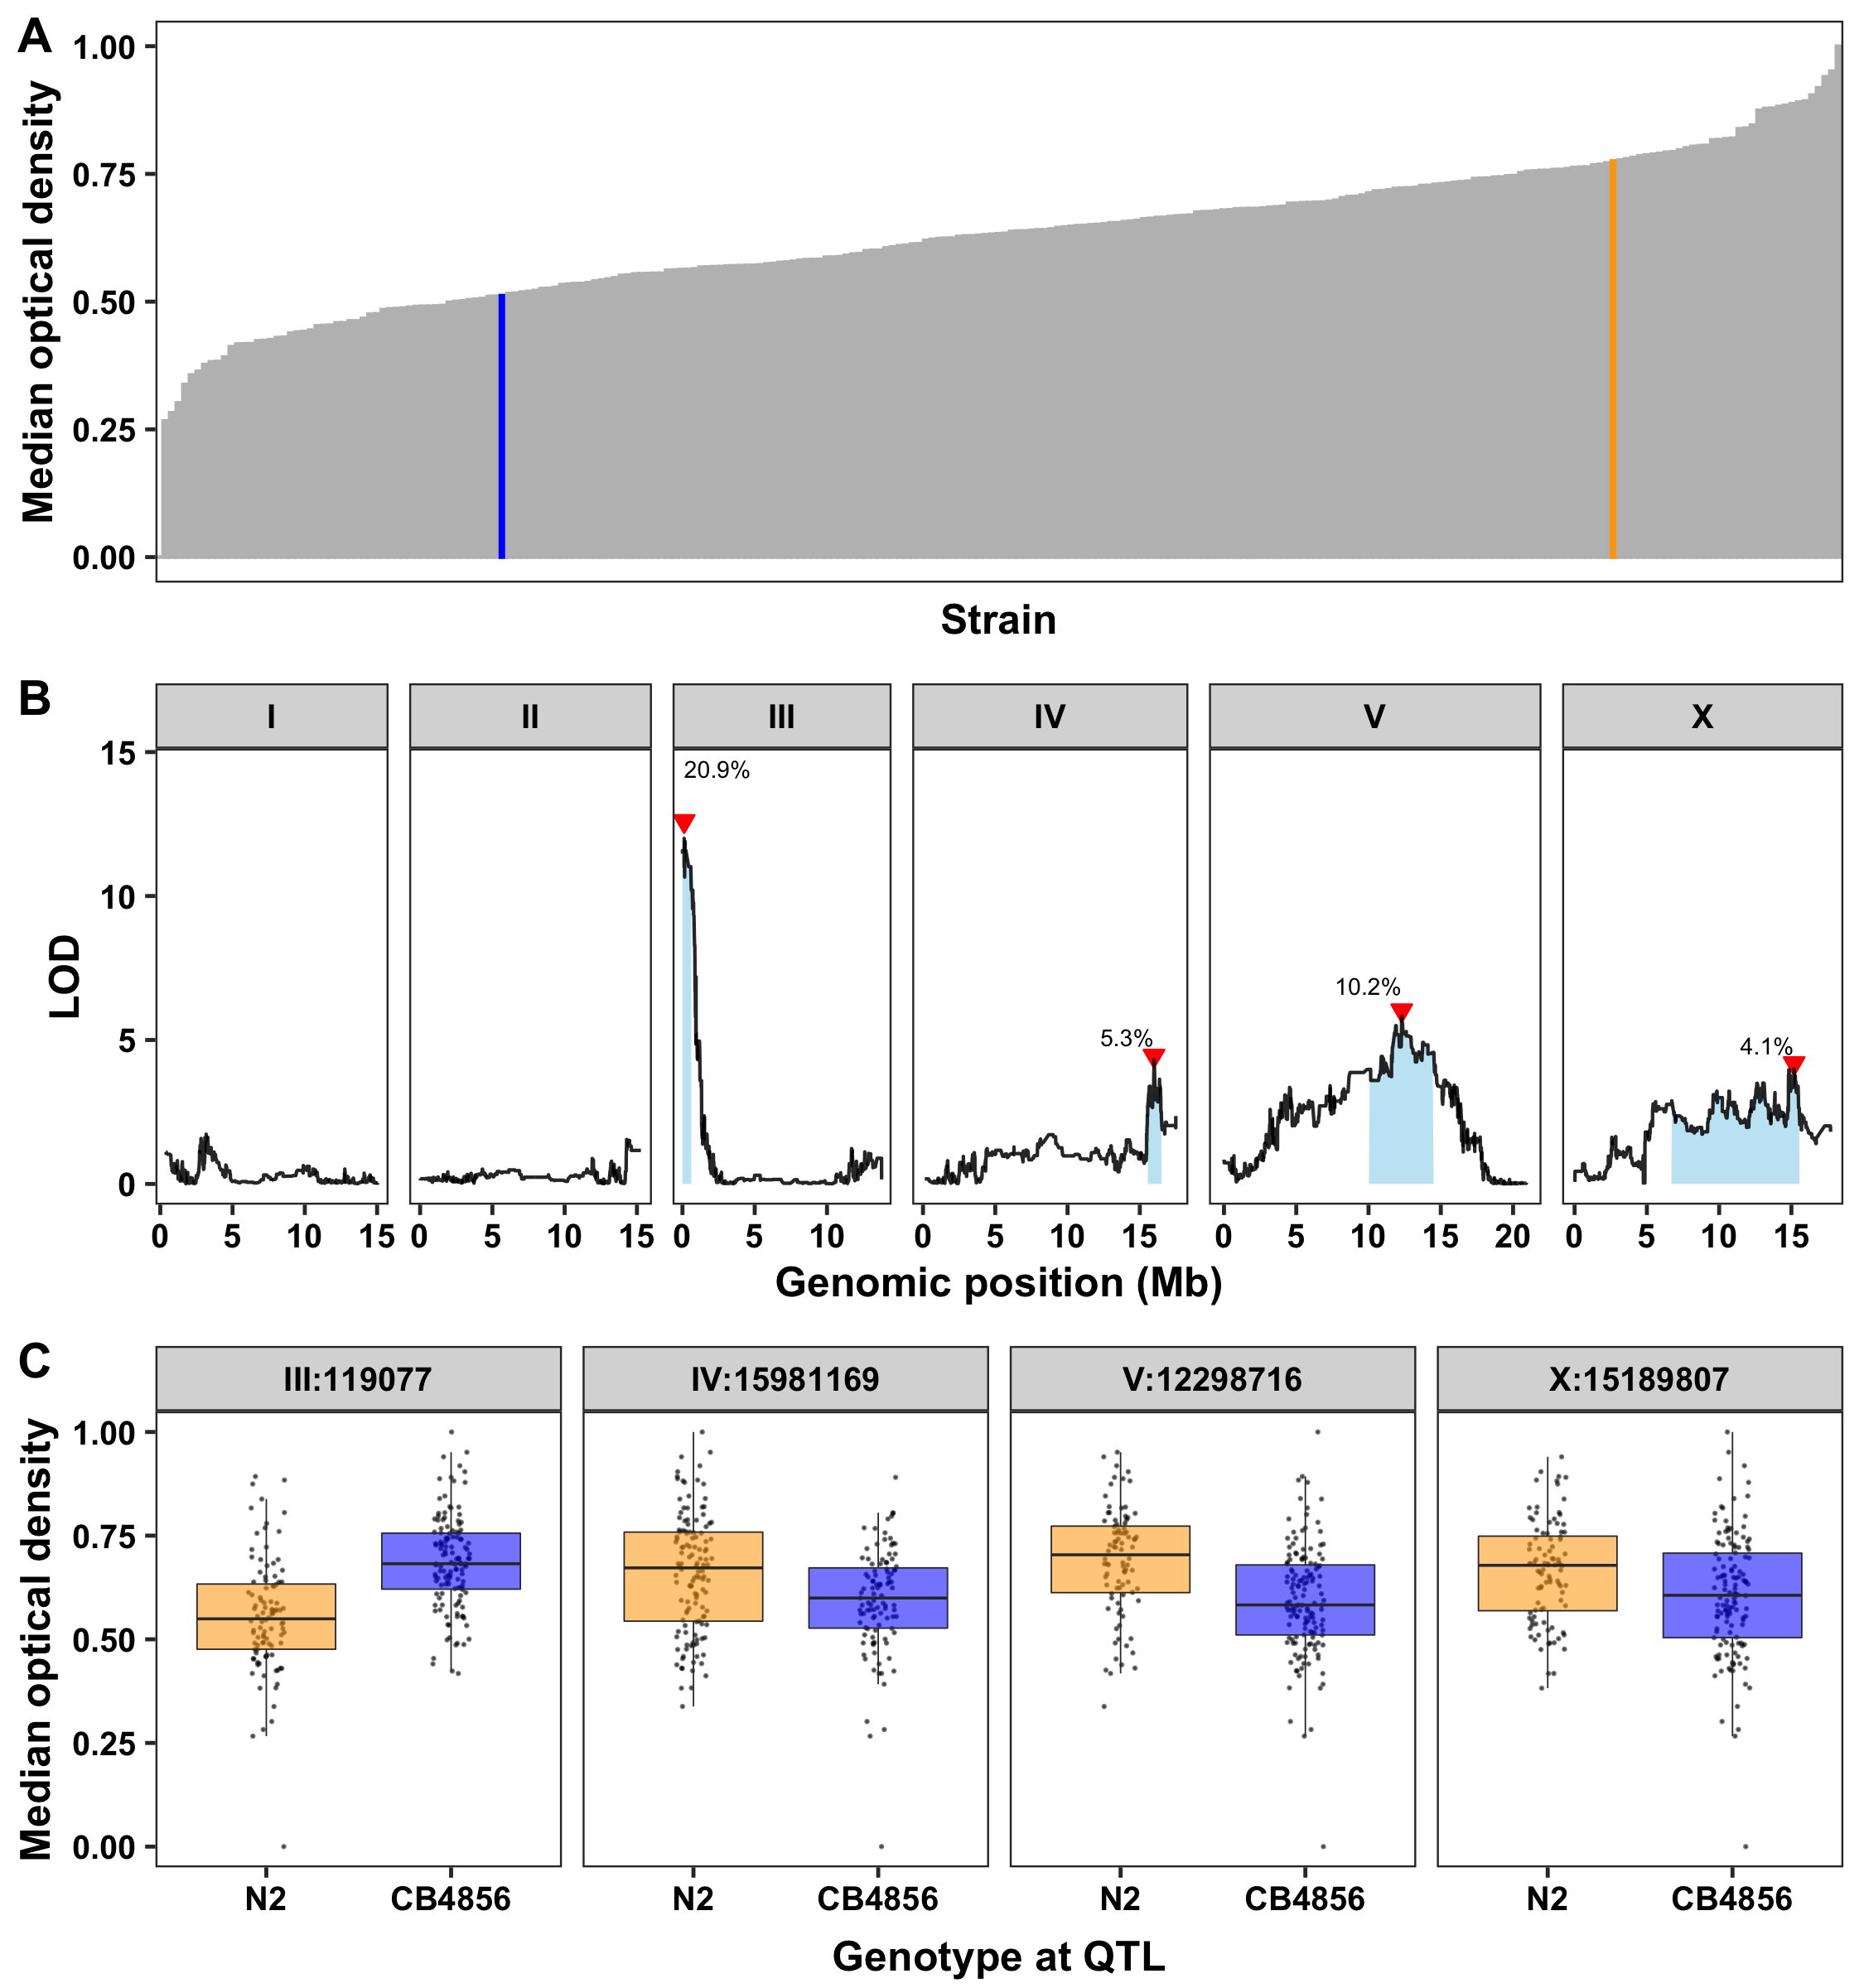 A
1.00
0.75
0.50
0.25
0.00
Median optical density
Strain
B
I II III IV V X
15
10
5
0
LOD
20.9%
5.3%
10.2%
4.1%
0 5 10 15 0 5 10 15 0 5 10 0 5 10 15 0 5 10 15 20 0 5 10 15
Genomic position (Mb)
C
III:119077 IV:15981169 V:12298716 X:15189807
1.00
0.75
0.50
0.25
0.00
Median optical density
N2 CB4856 N2 CB4856 N2 CB4856 N2 CB4856
Genotype at QTL